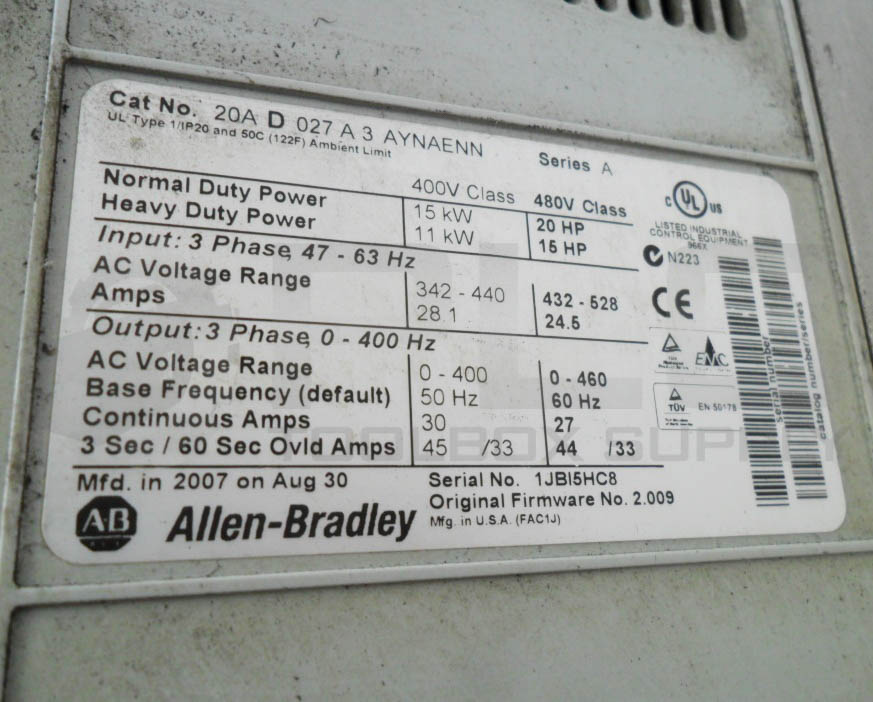 Cat No. 20A D 027 A 3 AYNAENN Series A
UL Type 1/IP20 and 50C (122F) Ambient Limit
400V Class 480V Class
Normal Duty Power 15 kW 20 HP
Heavy Duty Power 11 kW 15 HP
Input: 3 Phase, 47 - 63 Hz
AC Voltage Range 342 - 440 432 - 528
Amps 28.1 24.5
Output: 3 Phase, 0 - 400 Hz
AC Voltage Range 0 - 400 0 - 460
Base Frequency (default) 50 Hz 60 Hz
Continuous Amps 30 27
3 Sec / 60 Sec Ovld Amps 45 /33 44 /33
Mfd. in 2007 on Aug 30 Serial No. 1JBI5HC8
Original Firmware No. 2.009
AB Allen-Bradley Mfg. in U.S.A. (FAC1J)
C UL US
LISTED INDUSTRIAL
CONTROL EQUIPMENT
966X
N223
CE
EMC
TÜV EN 50178
serial number
catalog number/series
TOOLBOX SUPPLY